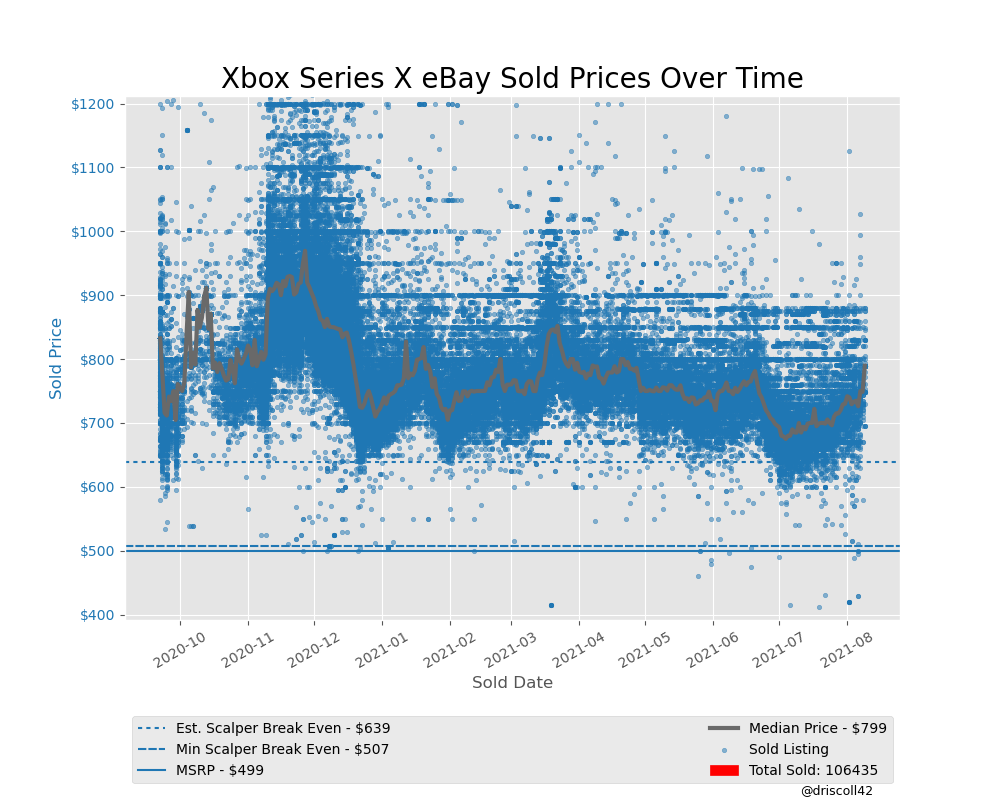 Xbox Series X eBay Sold Prices Over Time
$1200
$1100
$1000
$900
$800
$700
$600
$500
$400
Sold Price
2020-10
2020-11
2020-12
2021-01
2021-02
2021-03
2021-04
2021-05
2021-06
2021-07
2021-08
Sold Date
Est. Scalper Break Even - $639
Min Scalper Break Even - $507
MSRP - $499
Median Price - $799
Sold Listing
Total Sold: 106435
@driscoll42